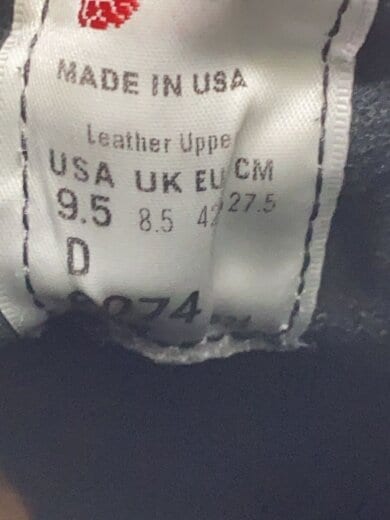 MADE IN USA
Leather Uppe
USA UK EU CM
9.5 8.5 42 27.5
D